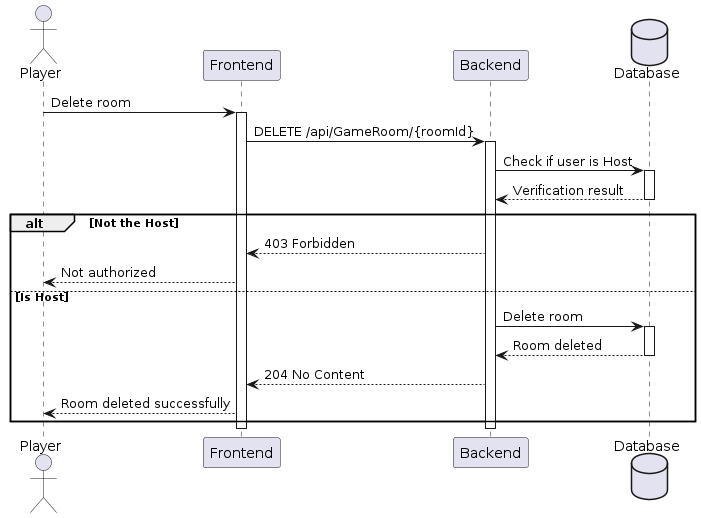 Player
Frontend
Backend
Database
Delete room
DELETE /api/GameRoom/{roomId}
Check if user is Host
Verification result
alt
[Not the Host]
403 Forbidden
Not authorized
[Is Host]
Delete room
Room deleted
204 No Content
Room deleted successfully
Player
Frontend
Backend
Database